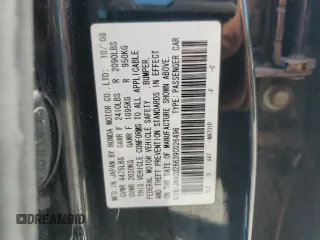 MFD. IN JAPAN BY HONDA MOTOR CO., LTD. 10/'08
GVWR 4475LBS GAWR F 2410LBS R 2090LBS
GVWR 2030KG GAWR F 1095KG R 950KG
THIS VEHICLE CONFORMS TO ALL APPLICABLE
FEDERAL MOTOR VEHICLE SAFETY, BUMPER,
AND THEFT PREVENTION STANDARDS IN EFFECT
ON THE DATE OF MANUFACTURE SHOWN ABOVE.
TYPE:PASSENGER CAR